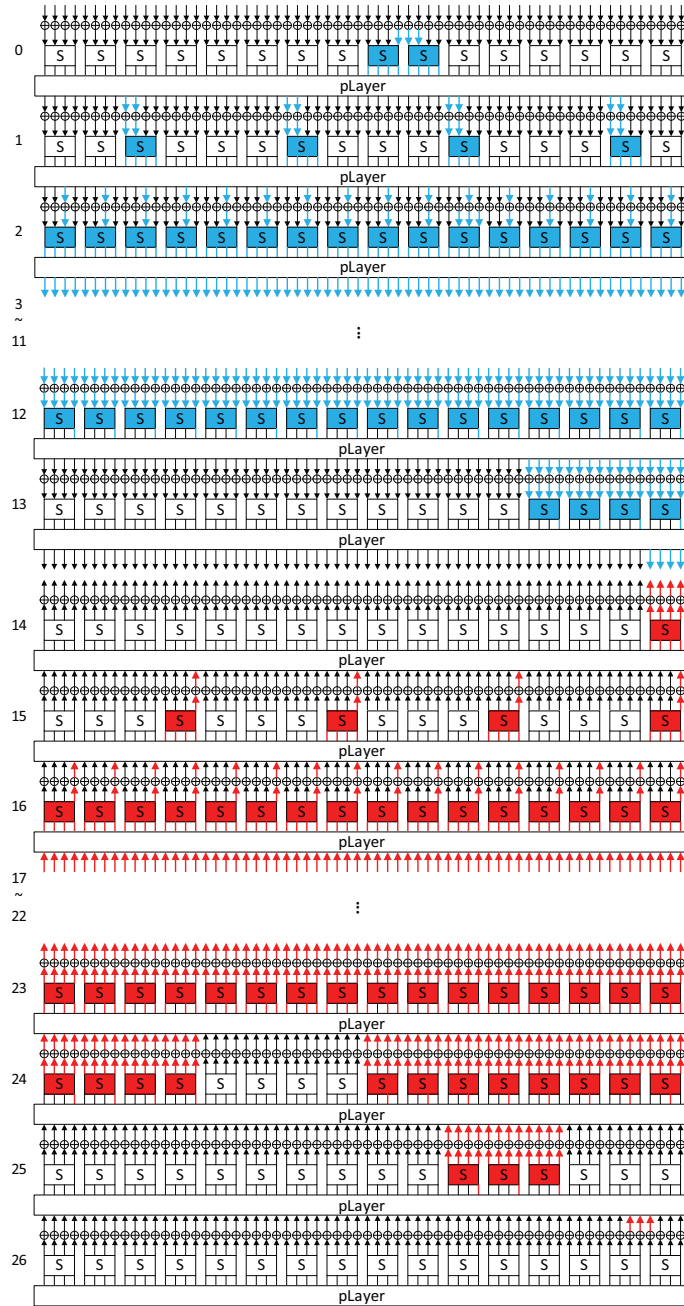 0 S S S S S S S S S S S S S S S S
pLayer
1 S S S S S S S S S S S S S S S S
pLayer
2 S S S S S S S S S S S S S S S S
pLayer
3
~
11
⋮
12 S S S S S S S S S S S S S S S S
pLayer
13 S S S S S S S S S S S S S S S S
pLayer
14 S S S S S S S S S S S S S S S S
pLayer
15 S S S S S S S S S S S S S S S S
pLayer
16 S S S S S S S S S S S S S S S S
pLayer
17
~
22
⋮
23 S S S S S S S S S S S S S S S S
pLayer
24 S S S S S S S S S S S S S S S S
pLayer
25 S S S S S S S S S S S S S S S S
pLayer
26 S S S S S S S S S S S S S S S S
pLayer